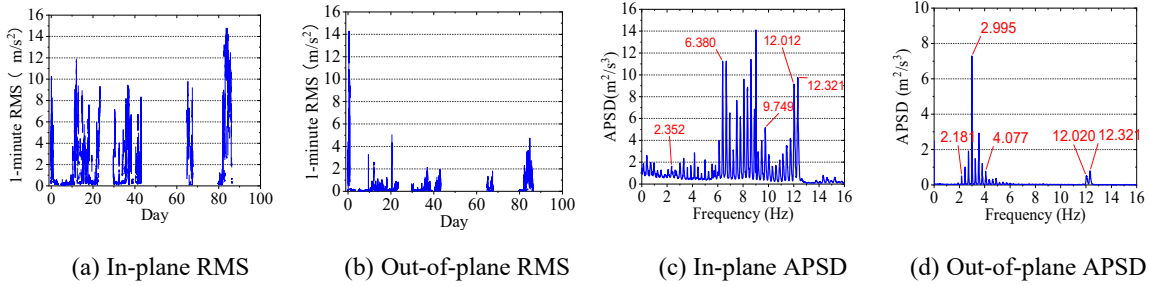 1-minute RMS ( m/s²)
16
14
12
10
8
6
4
2
0
0 20 40 60 80 100
Day
(a) In-plane RMS
1-minute RMS (m/s²)
16
14
12
10
8
6
4
2
0
0 20 40 60 80 100
Day
(b) Out-of-plane RMS
APSD(m²/s³)
16
14
12
10
8
6
4
2
0
6.380
12.012
12.321
9.749
2.352
0 2 4 6 8 10 12 14 16
Frequency (Hz)
(c) In-plane APSD
APSD (m²/s³)
10
8
6
4
2
0
2.995
2.181 4.077 12.020 12.321
0 2 4 6 8 10 12 14 16
Frequency (Hz)
(d) Out-of-plane APSD